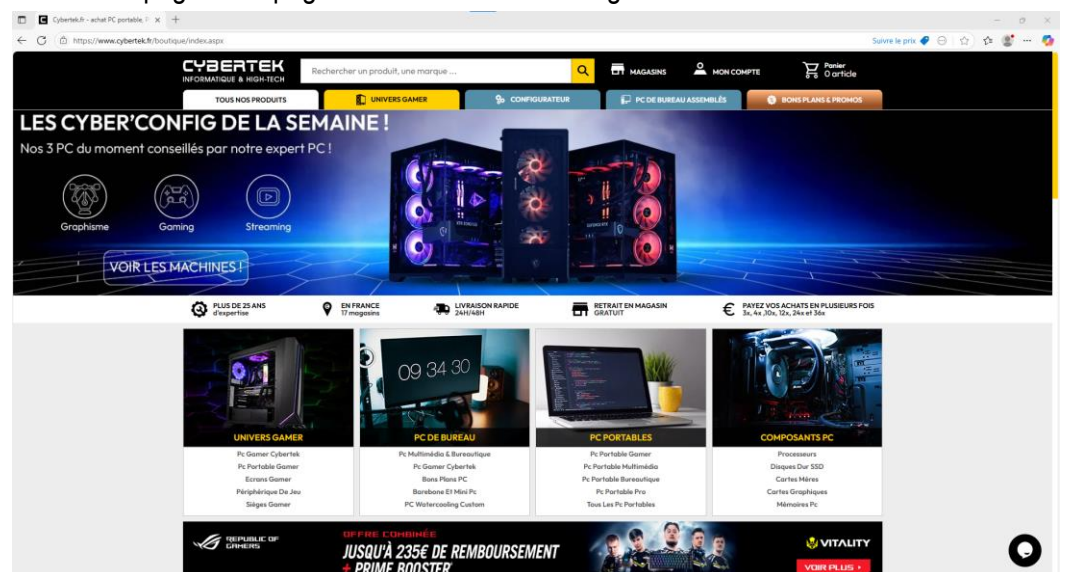 Cybertek.fr - achat PC portable, P
https://www.cybertek.fr/boutique/index.aspx
Suivre le prix
CYBERTEK
INFORMATIQUE & HIGH-TECH
Rechercher un produit, une marque ...
MAGASINS
MON COMPTE
Panier
0 article
TOUS NOS PRODUITS
UNIVERS GAMER
CONFIGURATEUR
PC DE BUREAU ASSEMBLÉS
BONS PLANS & PROMOS
LES CYBER'CONFIG DE LA SEMAINE !
Nos 3 PC du moment conseillés par notre expert PC !
Graphisme
Gaming
Streaming
VOIR LES MACHINES !
PLUS DE 25 ANS
d'expertise
EN FRANCE
17 magasins
LIVRAISON RAPIDE
24H/48H
RETRAIT EN MAGASIN
GRATUIT
PAYEZ VOS ACHATS EN PLUSIEURS FOIS
3x, 4x ,10x, 12x, 24x et 36x
09 34 30
UNIVERS GAMER
Pc Gamer Cybertek
Pc Portable Gamer
Ecrans Gamer
Périphérique De Jeu
Sièges Gamer
PC DE BUREAU
Pc Multimédia & Bureautique
Pc Gamer Cybertek
Bons Plans PC
Barebone Et Mini Pc
PC Watercooling Custom
PC PORTABLES
Pc Portable Gamer
Pc Portable Multimédia
Pc Portable Bureautique
Pc Portable Pro
Tous Les Pc Portables
COMPOSANTS PC
Processeurs
Disques Dur SSD
Cartes Mères
Cartes Graphiques
Mémoires Pc
REPUBLIC OF
GAMERS
OFFRE COMBINÉE
JUSQU'À 235€ DE REMBOURSEMENT
+ PRIME BOOSTER
VITALITY
VOIR PLUS